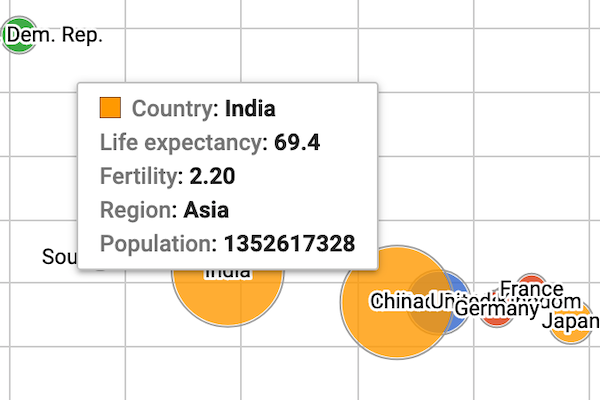 Dem. Rep.
Country: India
Life expectancy: 69.4
Fertility: 2.20
Region: Asia
Population: 1352617328
Sou
India
France
China
United Kingdom
Germany
Japan